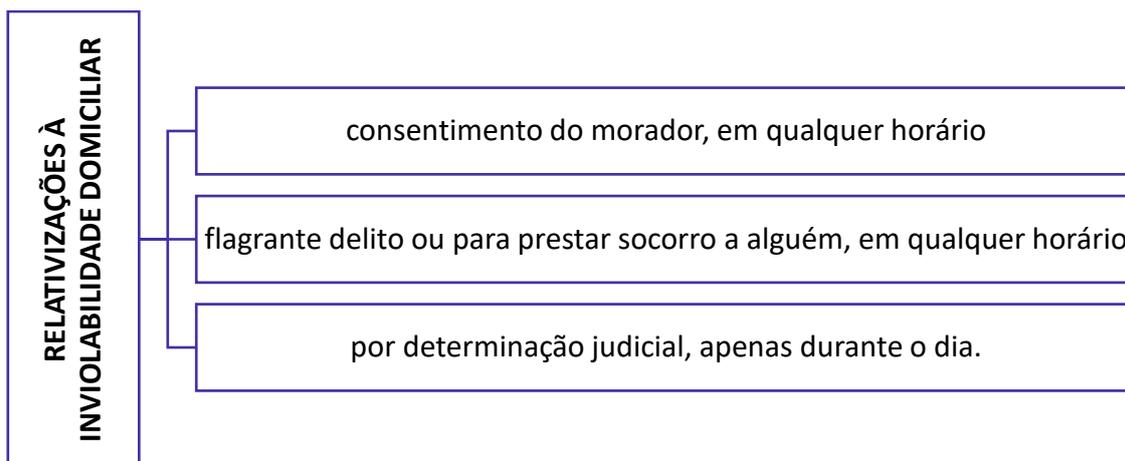 RELATIVIZAÇÕES À
INVIOLABILIDADE DOMICILIAR
consentimento do morador, em qualquer horário
flagrante delito ou para prestar socorro a alguém, em qualquer horário
por determinação judicial, apenas durante o dia.